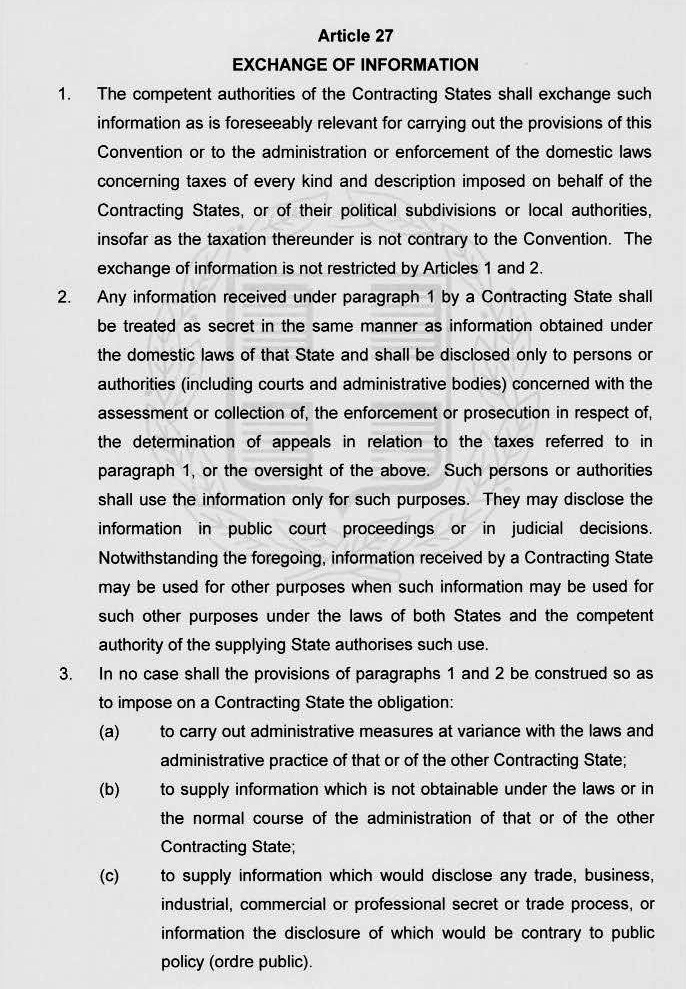 Article 27
EXCHANGE OF INFORMATION
1. The competent authorities of the Contracting States shall exchange such
information as is foreseeably relevant for carrying out the provisions of this
Convention or to the administration or enforcement of the domestic laws
concerning taxes of every kind and description imposed on behalf of the
Contracting States, or of their political subdivisions or local authorities,
insofar as the taxation thereunder is not contrary to the Convention. The
exchange of information is not restricted by Articles 1 and 2.
2. Any information received under paragraph 1 by a Contracting State shall
be treated as secret in the same manner as information obtained under
the domestic laws of that State and shall be disclosed only to persons or
authorities (including courts and administrative bodies) concerned with the
assessment or collection of, the enforcement or prosecution in respect of,
the determination of appeals in relation to the taxes referred to in
paragraph 1, or the oversight of the above. Such persons or authorities
shall use the information only for such purposes. They may disclose the
information in public court proceedings or in judicial decisions.
Notwithstanding the foregoing, information received by a Contracting State
may be used for other purposes when such information may be used for
such other purposes under the laws of both States and the competent
authority of the supplying State authorises such use.
3. In no case shall the provisions of paragraphs 1 and 2 be construed so as
to impose on a Contracting State the obligation:
(a) to carry out administrative measures at variance with the laws and
administrative practice of that or of the other Contracting State;
(b) to supply information which is not obtainable under the laws or in
the normal course of the administration of that or of the other
Contracting State;
(c) to supply information which would disclose any trade, business,
industrial, commercial or professional secret or trade process, or
information the disclosure of which would be contrary to public
policy (ordre public).